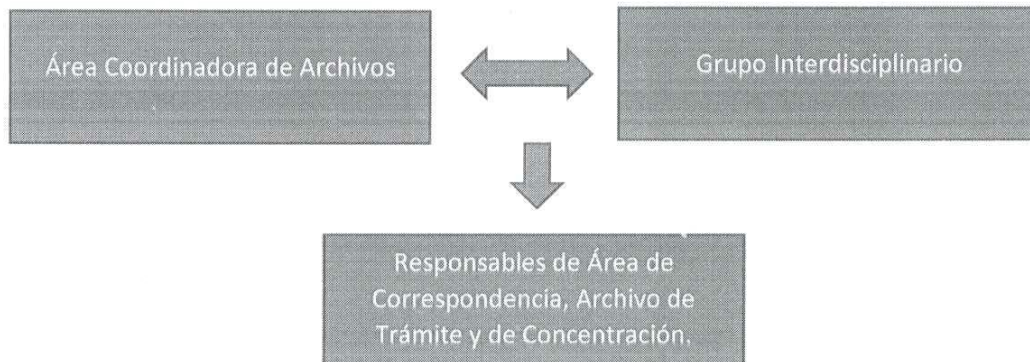 Área Coordinadora de Archivos
Grupo Interdisciplinario
Responsables de Área de
Correspondencia, Archivo de
Trámite y de Concentración.